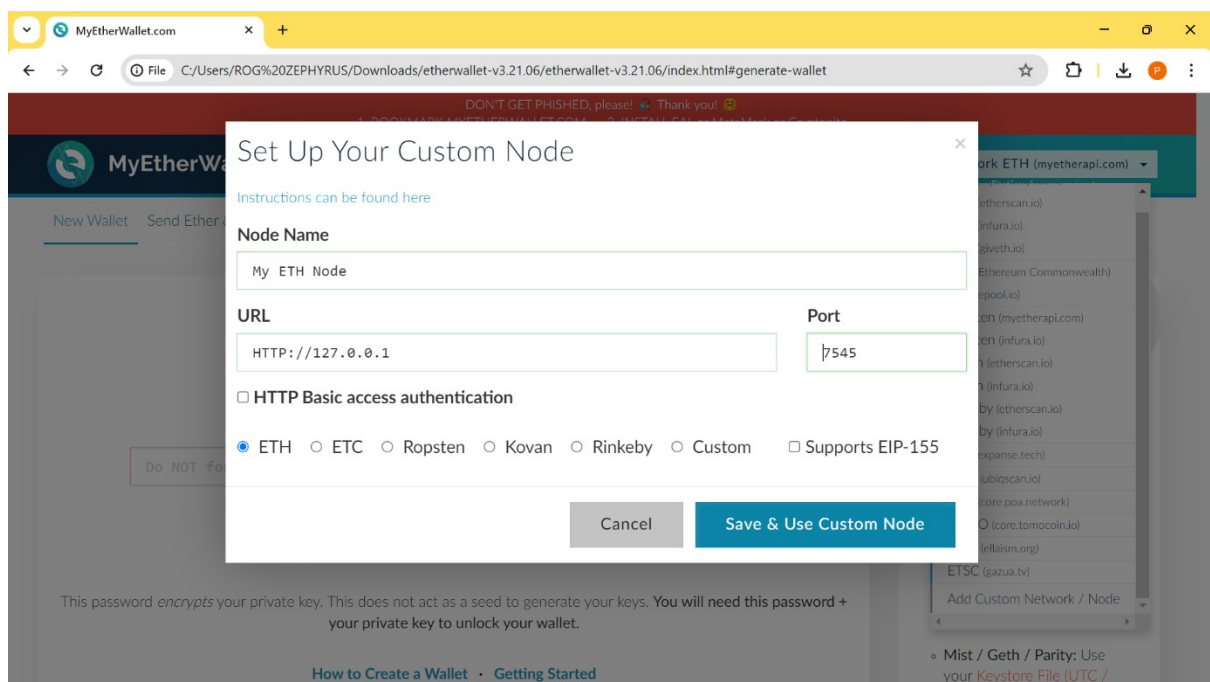 MyEtherWallet.com
File C:/Users/ROG%20ZEPHYRUS/Downloads/etherwallet-v3.21.06/etherwallet-v3.21.06/index.html#generate-wallet
P
DON'T GET PHISHED, please! Thank you!
MyEtherWa
ork ETH (myetherapi.com)
New Wallet Send Ether
Set Up Your Custom Node
×
Instructions can be found here
Node Name
My ETH Node
URL
Port
HTTP://127.0.0.1
7545
HTTP Basic access authentication
ETH ETC Ropsten Kovan Rinkeby Custom Supports EIP-155
Cancel
Save & Use Custom Node
etherscan.io)
infura.io)
giveth.io)
Ethereum Commonwealth)
epool.io)
ten (myetherapi.com)
ten (infura.io)
n (etherscan.io)
n (infura.io)
by (etherscan.io)
by (infura.io)
expanse.tech)
(ubiqscan.io)
(core.poa.network)
O (core.tomocoin.io)
(ellaism.org)
ETSC (gazua.tv)
Add Custom Network / Node
Do NOT fo
This password encrypts your private key. This does not act as a seed to generate your keys. You will need this password +
your private key to unlock your wallet.
How to Create a Wallet · Getting Started
Mist / Geth / Parity: Use
your Keystore File (UTC /